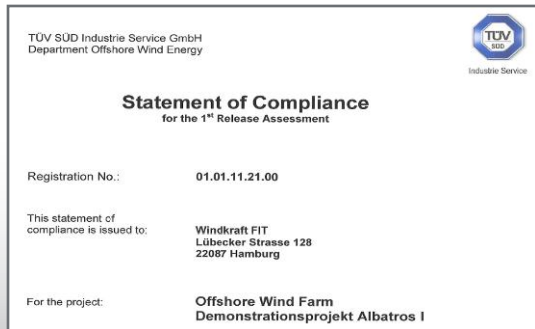 TÜV SÜD Industrie Service GmbH
Department Offshore Wind Energy
TÜV
SÜD
Industrie Service
Statement of Compliance
for the 1st Release Assessment
Registration No.: 01.01.11.21.00
This statement of
compliance is issued to:
Windkraft FIT
Lübecker Strasse 128
22087 Hamburg
For the project:
Offshore Wind Farm
Demonstrationsprojekt Albatros I